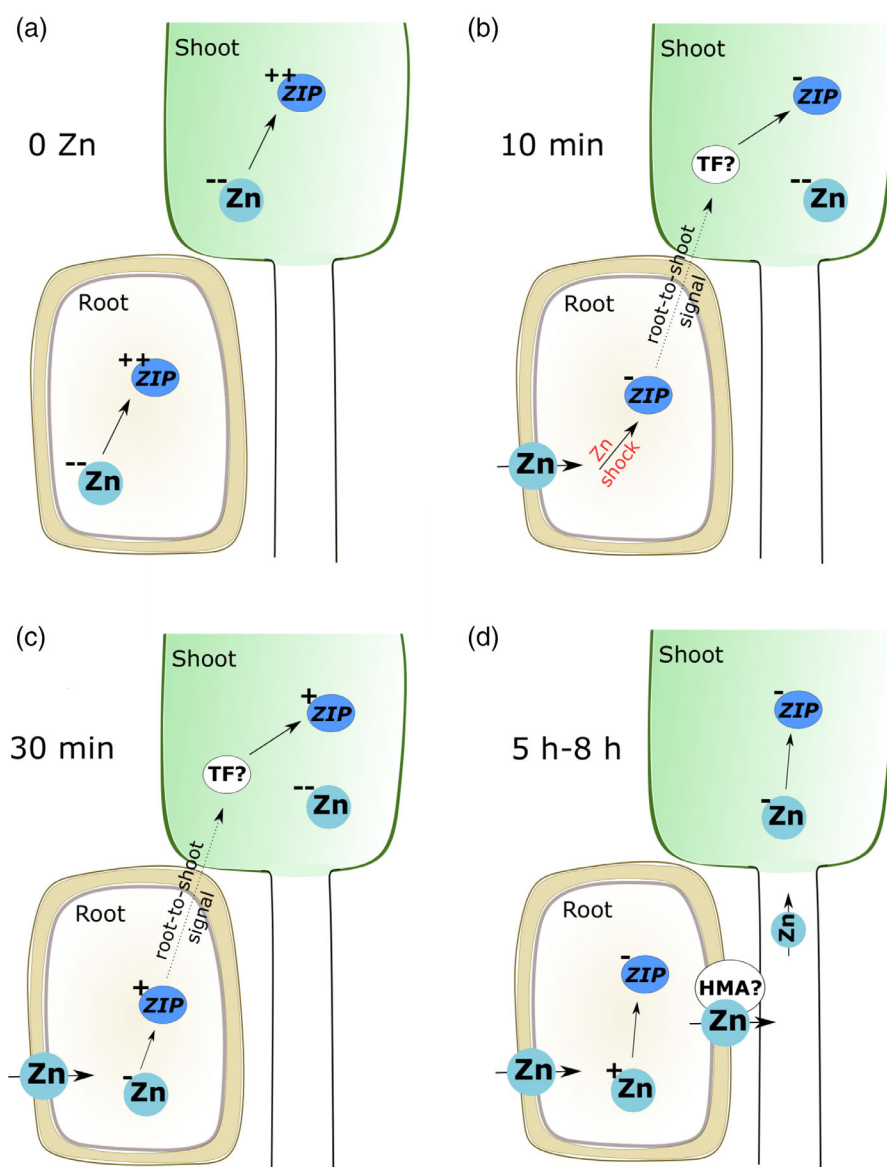 (a)
Shoot
++
ZIP
0 Zn
--
Zn
Root
++
ZIP
--
Zn
(b)
Shoot
-
ZIP
10 min
TF?
--
Zn
root-to-shoot
signal
Root
-
ZIP
Zn
Zn
shock
(c)
Shoot
+
ZIP
30 min
TF?
--
Zn
root-to-shoot
signal
Root
+
ZIP
Zn
-
Zn
(d)
Shoot
-
ZIP
5 h-8 h
-
Zn
Zn
Root
-
ZIP
HMA?
Zn
Zn
+
Zn